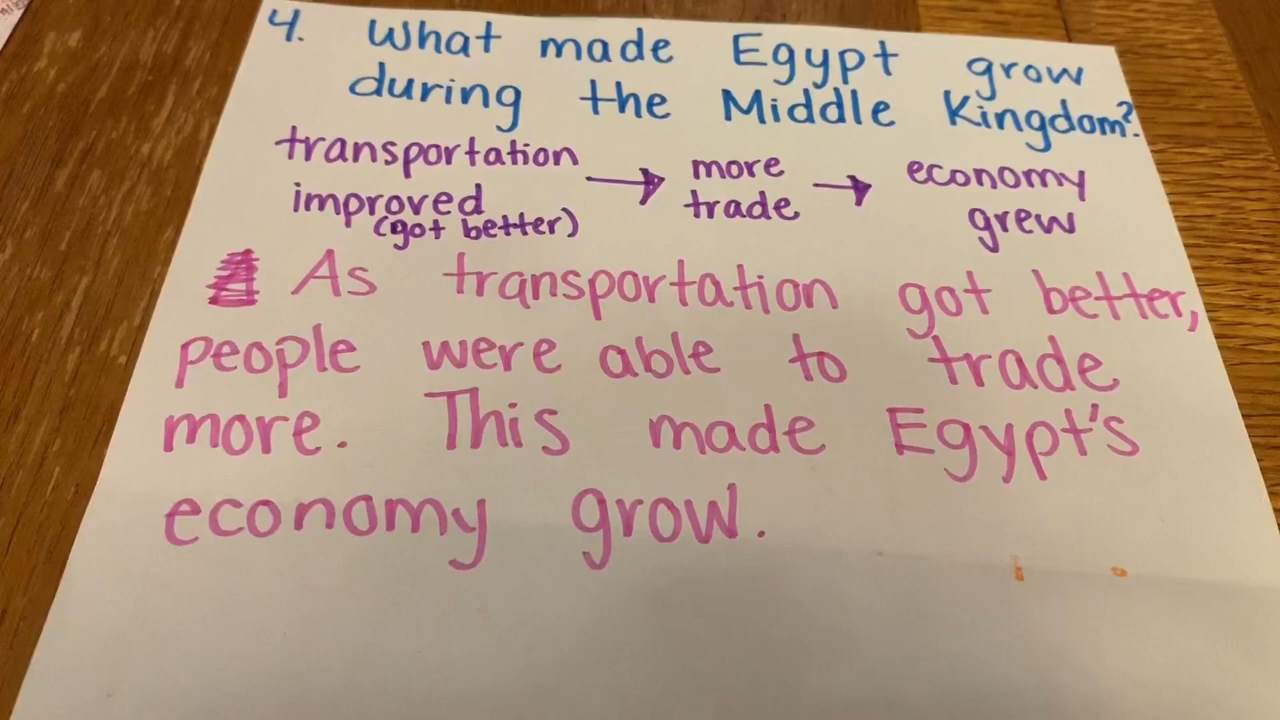 4. What made Egypt grow
during the Middle Kingdom?
transportation
improved
(got better)
→ more
trade
→ economy
grew
As transportation got better,
people were able to trade
more. This made Egypt's
economy grow.